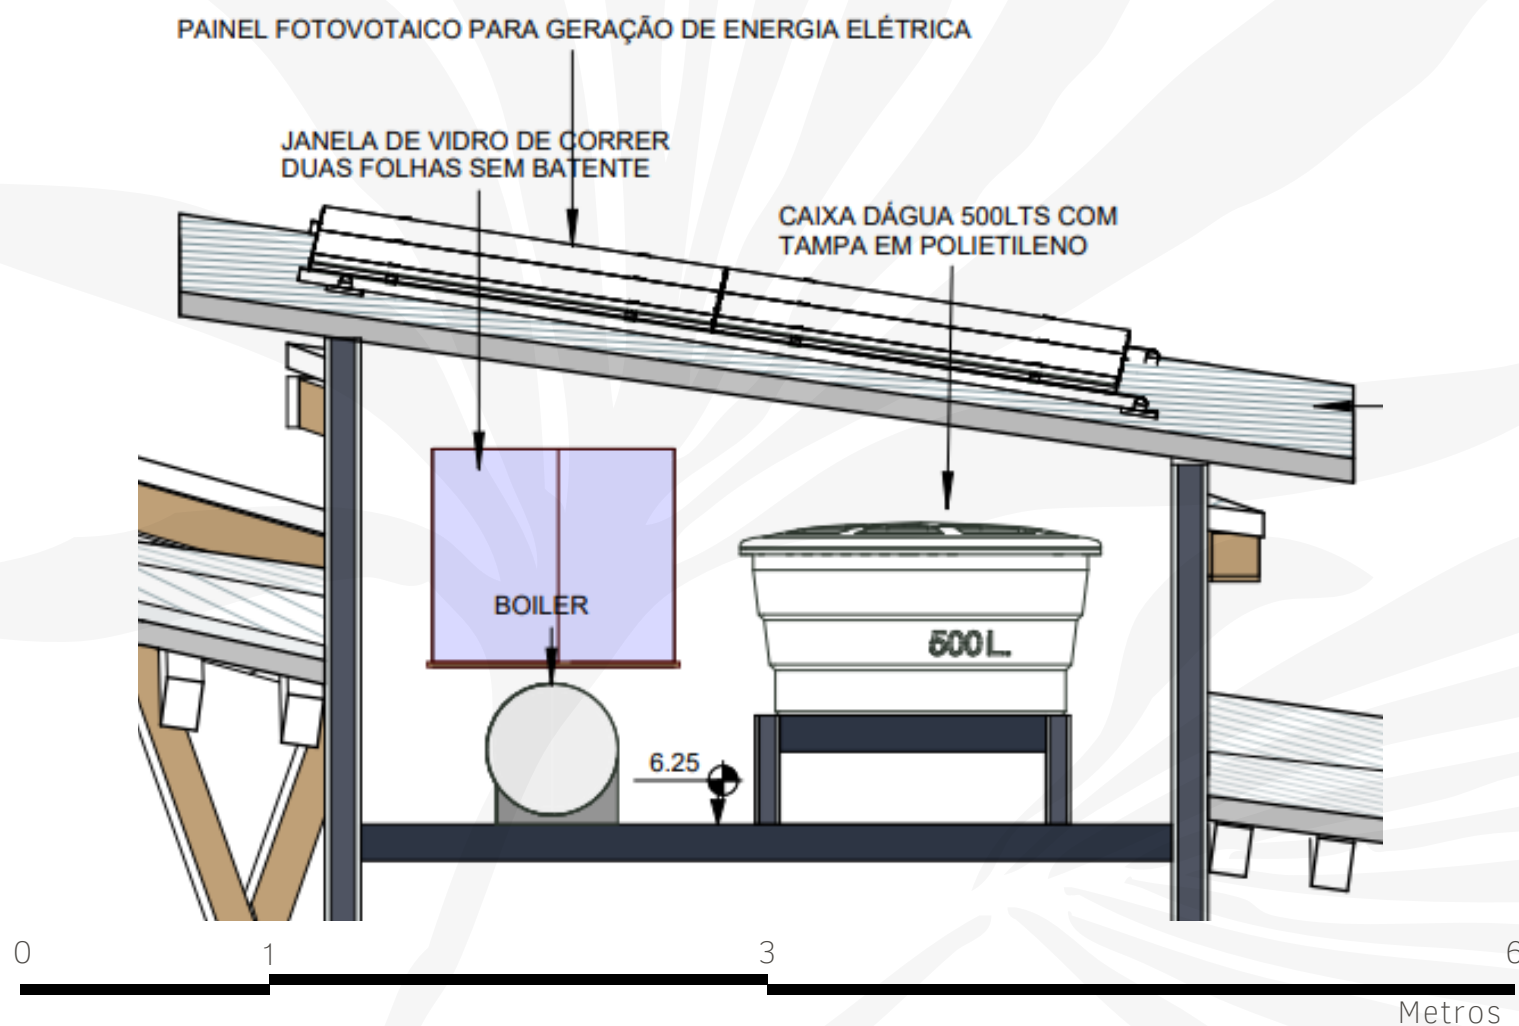 PAINEL FOTOVOTAICO PARA GERAÇÃO DE ENERGIA ELÉTRICA
JANELA DE VIDRO DE CORRER
DUAS FOLHAS SEM BATENTE
CAIXA DÁGUA 500LTS COM
TAMPA EM POLIETILENO
BOILER
500 L.
6.25
0 1 3 6
Metros